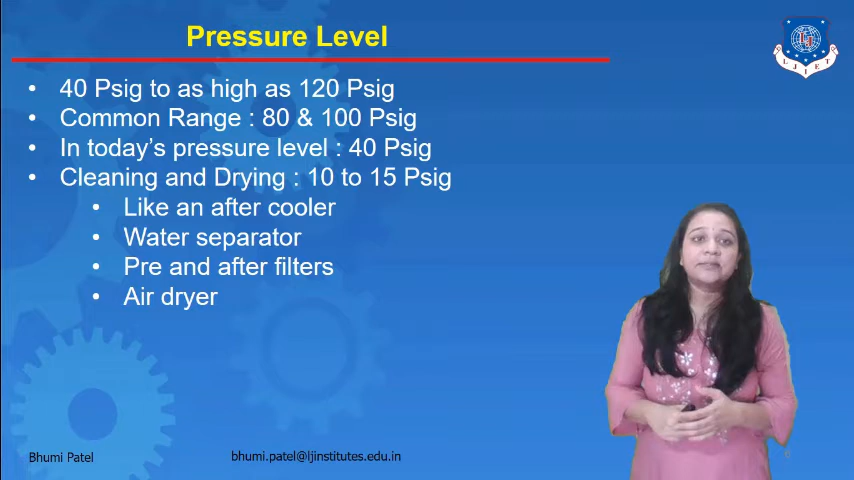 Pressure Level
LJIET
• 40 Psig to as high as 120 Psig
• Common Range : 80 & 100 Psig
• In today’s pressure level : 40 Psig
• Cleaning and Drying : 10 to 15 Psig
• Like an after cooler
• Water separator
• Pre and after filters
• Air dryer
Bhumi Patel
bhumi.patel@ljinstitutes.edu.in